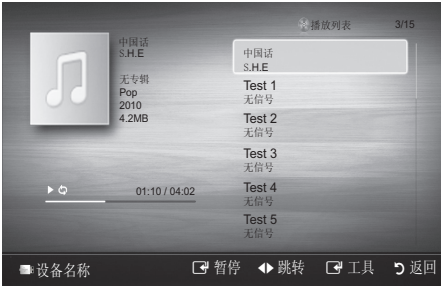 播放列表 3/15
中国话
S.H.E
无专辑
Pop
2010
4.2MB
01:10 / 04:02
中国话
S.H.E
Test 1
无信号
Test 2
无信号
Test 3
无信号
Test 4
无信号
Test 5
无信号
设备名称 暂停 跳转 工具 返回